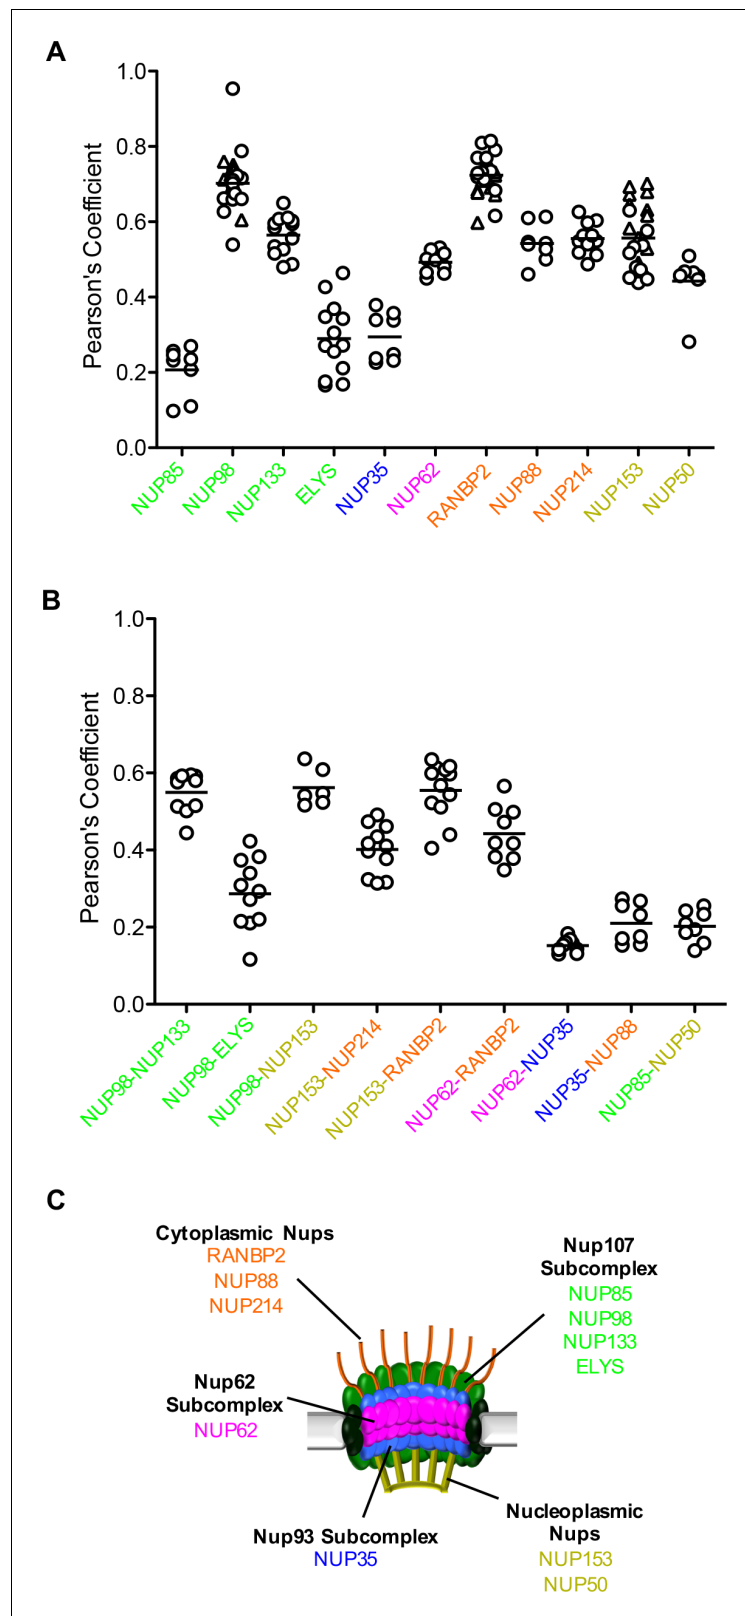 A
1.0
0.8
0.6
0.4
0.2
0.0
Pearson's Coefficient
NUP85
NUP98
NUP133
ELYS
NUP35
NUP62
RANBP2
NUP88
NUP214
NUP153
NUP50
B
1.0
0.8
0.6
0.4
0.2
0.0
Pearson's Coefficient
NUP98-NUP133
NUP98-ELYS
NUP98-NUP153
NUP153-NUP214
NUP153-RANBP2
NUP62-RANBP2
NUP62-NUP35
NUP35-NUP88
NUP85-NUP50
C
Cytoplasmic Nups
RANBP2
NUP88
NUP214
Nup107
Subcomplex
NUP85
NUP98
NUP133
ELYS
Nup62
Subcomplex
NUP62
Nup93 Subcomplex
NUP35
Nucleoplasmic
Nups
NUP153
NUP50